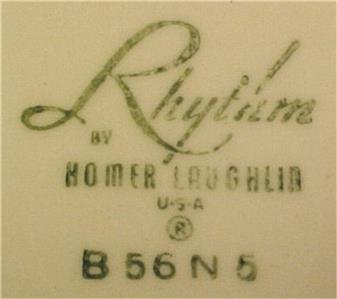 Rhythm
BY
HOMER LAUGHLIN
U·S·A
®
B 56 N 5